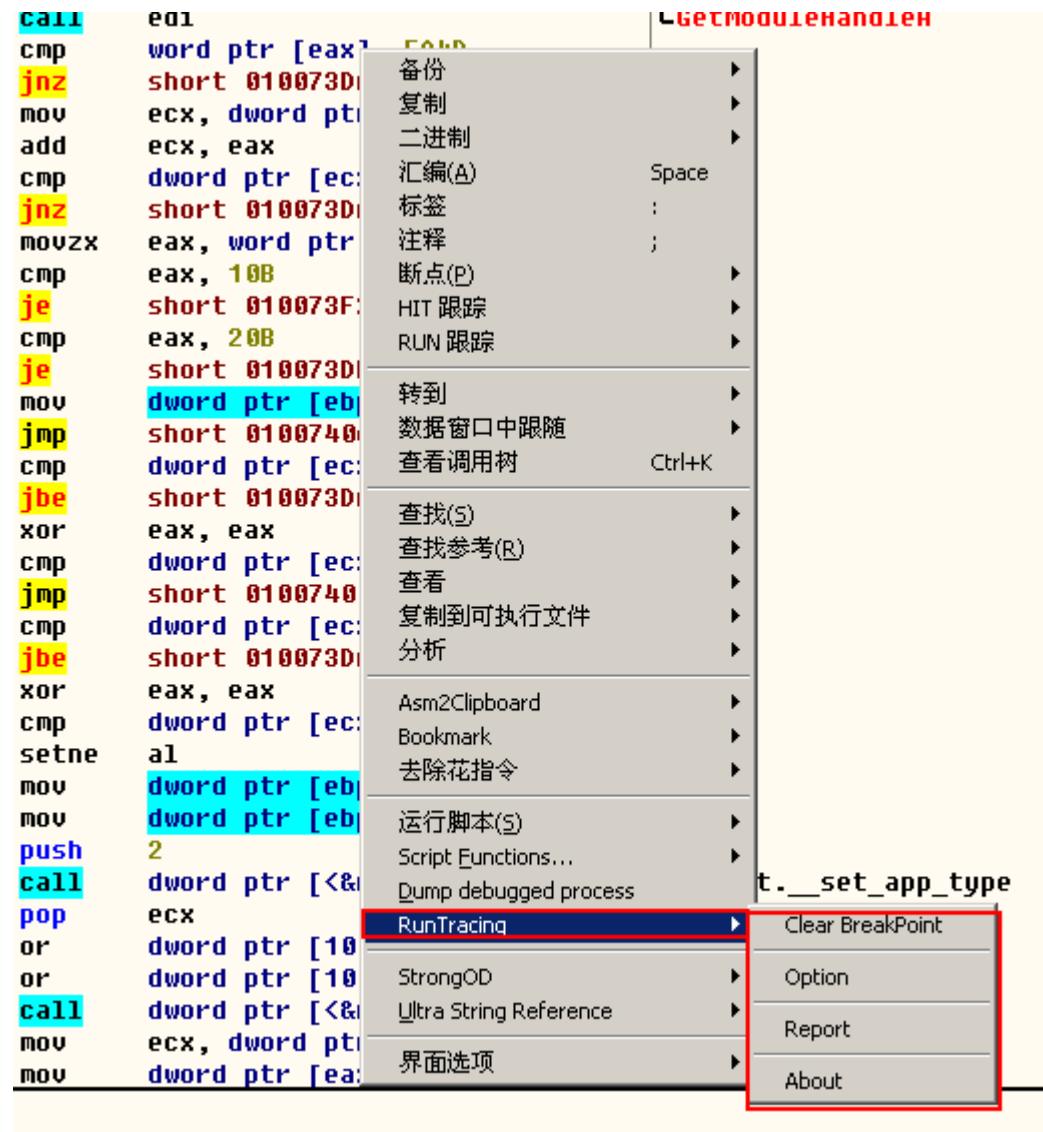 call edi GetModuleHandleA
cmp word ptr [eax], 5A4D
jnz short 010073D
mov ecx, dword pt
add ecx, eax
cmp dword ptr [ec
jnz short 010073D
movzx eax, word ptr
cmp eax, 10B
je short 010073F
cmp eax, 20B
je short 010073D
mov dword ptr [eb
jmp short 0100740
cmp dword ptr [ec
jbe short 010073D
xor eax, eax
cmp dword ptr [ec
jmp short 0100740
cmp dword ptr [ec
jbe short 010073D
xor eax, eax
cmp dword ptr [ec
setne al
mov dword ptr [eb
mov dword ptr [eb
push 2
call dword ptr [<& t.__set_app_type
pop ecx
or dword ptr [10
or dword ptr [10
call dword ptr [<&
mov ecx, dword pt
mov dword ptr [ea
备份
复制
二进制
汇编(A) Space
标签 :
注释 ;
断点(P)
HIT 跟踪
RUN 跟踪
转到
数据窗口中跟随
查看调用树 Ctrl+K
查找(S)
查找参考(R)
查看
复制到可执行文件
分析
Asm2Clipboard
Bookmark
去除花指令
运行脚本(S)
Script Functions...
Dump debugged process
RunTracing
StrongOD
Ultra String Reference
界面选项
Clear BreakPoint
Option
Report
About